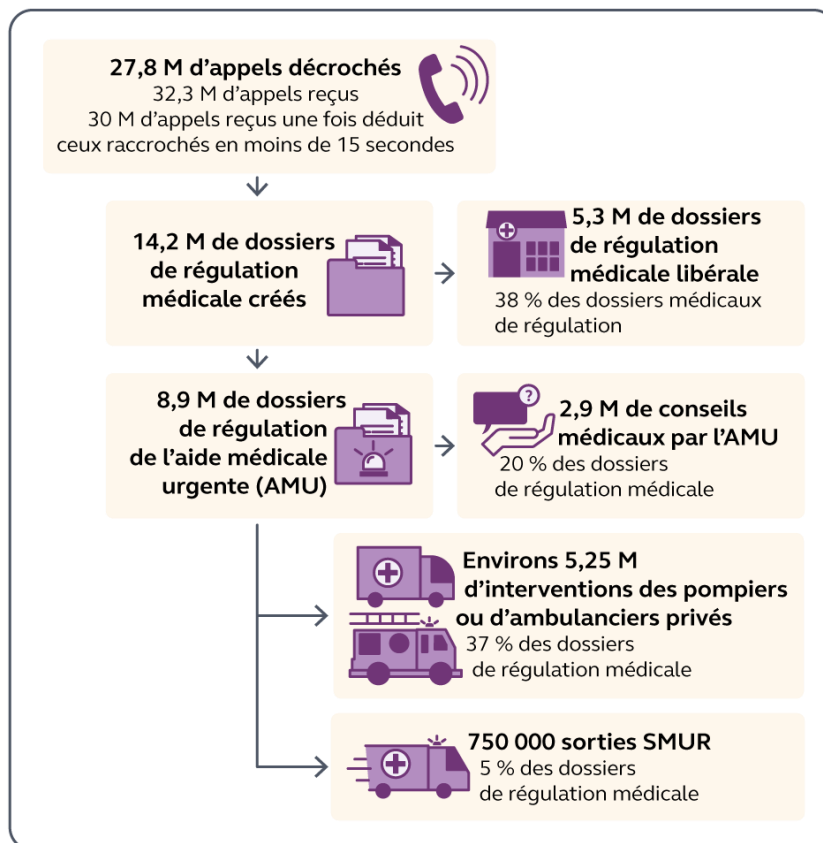 27,8 M d’appels décrochés
32,3 M d’appels reçus
30 M d’appels reçus une fois déduit
ceux raccrochés en moins de 15 secondes
14,2 M de dossiers
de régulation
médicale créés
5,3 M de dossiers
de régulation
médicale libérale
38 % des dossiers médicaux
de régulation
8,9 M de dossiers
de régulation
de l’aide médicale
urgente (AMU)
?
2,9 M de conseils
médicaux par l’AMU
20 % des dossiers
de régulation médicale
Environs 5,25 M
d’interventions des pompiers
ou d’ambulanciers privés
37 % des dossiers
de régulation médicale
750 000 sorties SMUR
5 % des dossiers
de régulation médicale